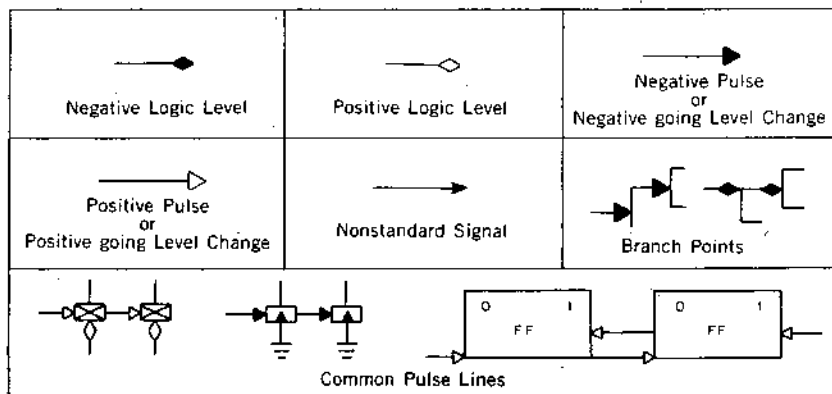 Negative Logic Level
Positive Logic Level
Negative Pulse
or
Negative going Level Change
Positive Pulse
or
Positive going Level Change
Nonstandard Signal
Branch Points
0 1
FF
0 1
FF
Common Pulse Lines